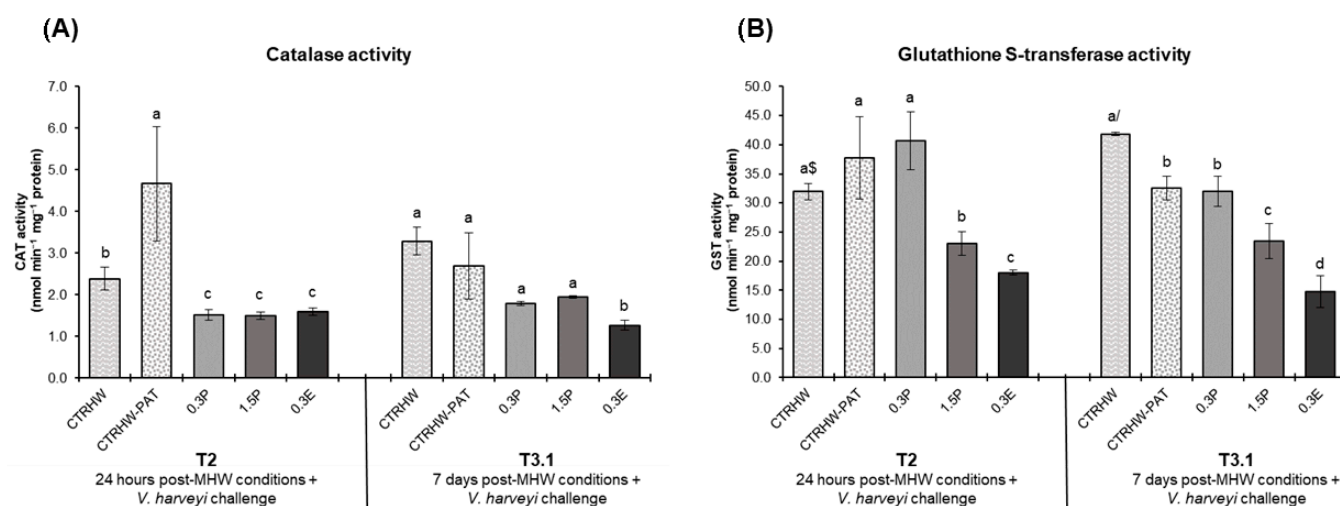 (A)
Catalase activity
CAT activity
(nmol min⁻¹ mg⁻¹ protein)
7.0
6.0
5.0
4.0
3.0
2.0
1.0
0.0
b
a
c
c
c
a
a
a
a
b
CTRHW
CTRHW-PAT
0.3P
1.5P
0.3E
CTRHW
CTRHW-PAT
0.3P
1.5P
0.3E
T2
24 hours post-MHW conditions +
V. harveyi challenge
T3.1
7 days post-MHW conditions +
V. harveyi challenge
(B)
Glutathione S-transferase activity
GST activity
(nmol min⁻¹ mg⁻¹ protein)
50.0
45.0
40.0
35.0
30.0
25.0
20.0
15.0
10.0
5.0
0.0
a$
a
a
b
c
a/
b
b
c
d
CTRHW
CTRHW-PAT
0.3P
1.5P
0.3E
CTRHW
CTRHW-PAT
0.3P
1.5P
0.3E
T2
24 hours post-MHW conditions +
V. harveyi challenge
T3.1
7 days post-MHW conditions +
V. harveyi challenge